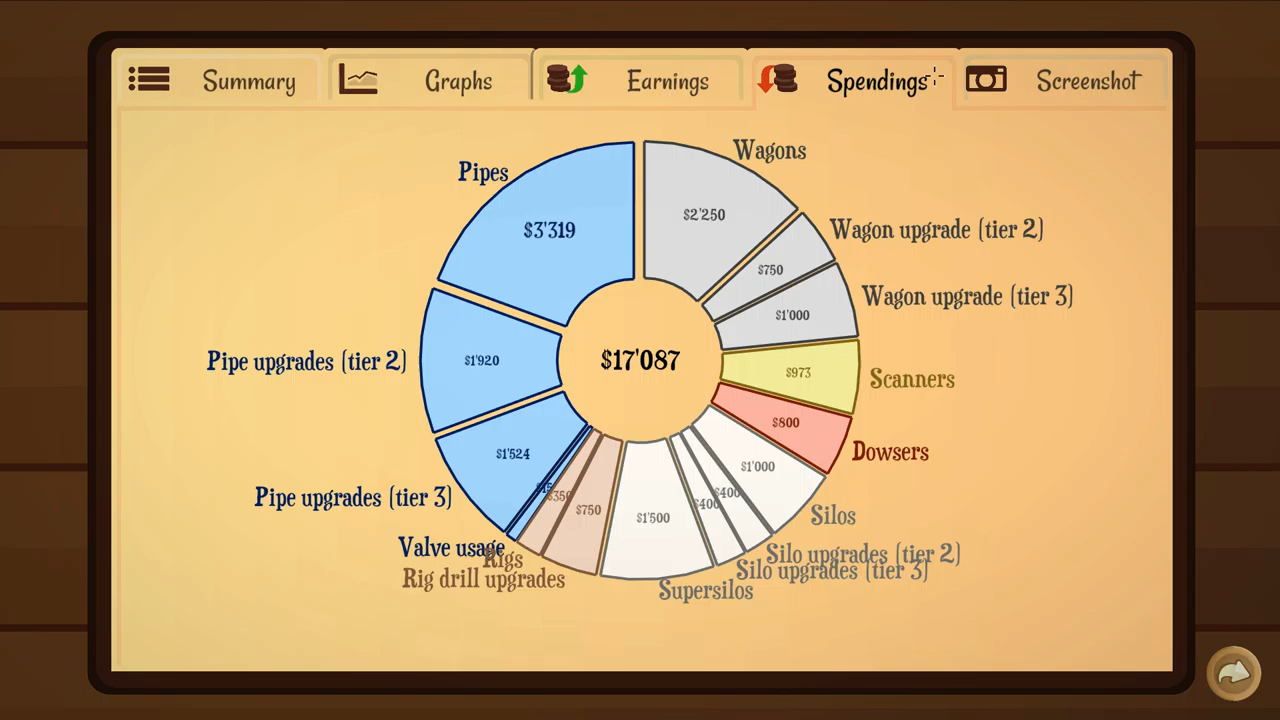 Summary
Graphs
Earnings
Spendings
Screenshot
Pipes
Wagons
$3'319
$2'250
Wagon upgrade (tier 2)
$750
Wagon upgrade (tier 3)
$1'000
Pipe upgrades (tier 2)
$1'920
$17'087
$973
Scanners
$800
Dowsers
$1'524
$1'000
Pipe upgrades (tier 3)
$350
$750
$1'500
$400
$400
Silos
Valve usage
Rigs
Rig drill upgrades
Silo upgrades (tier 2)
Silo upgrades (tier 3)
Supersilos